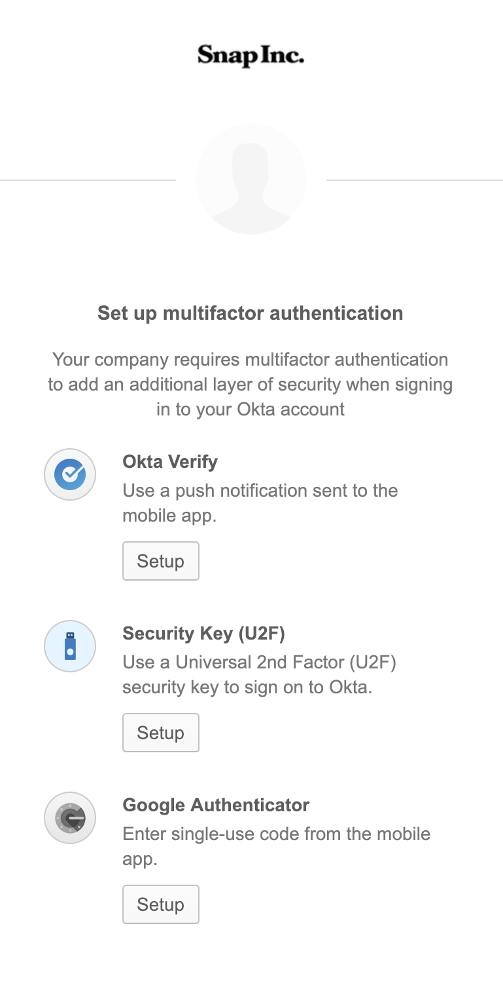 Snap Inc.
Set up multifactor authentication
Your company requires multifactor authentication
to add an additional layer of security when signing
in to your Okta account
Okta Verify
Use a push notification sent to the
mobile app.
Setup
Security Key (U2F)
Use a Universal 2nd Factor (U2F)
security key to sign on to Okta.
Setup
Google Authenticator
Enter single-use code from the mobile
app.
Setup